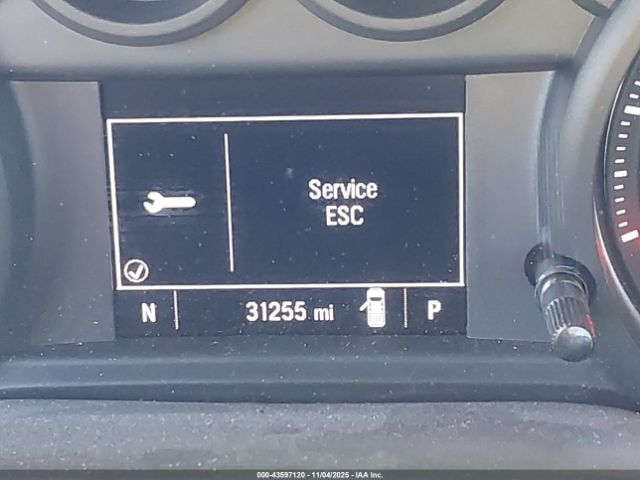 Service
ESC
N 31255 mi P
000-43597120 - 11/04/2025 - IAA Inc.